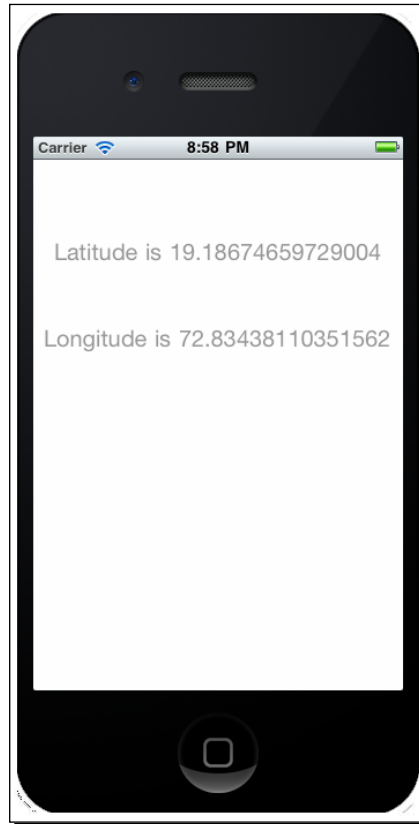 Carrier 8:58 PM
Latitude is 19.18674659729004
Longitude is 72.83438110351562